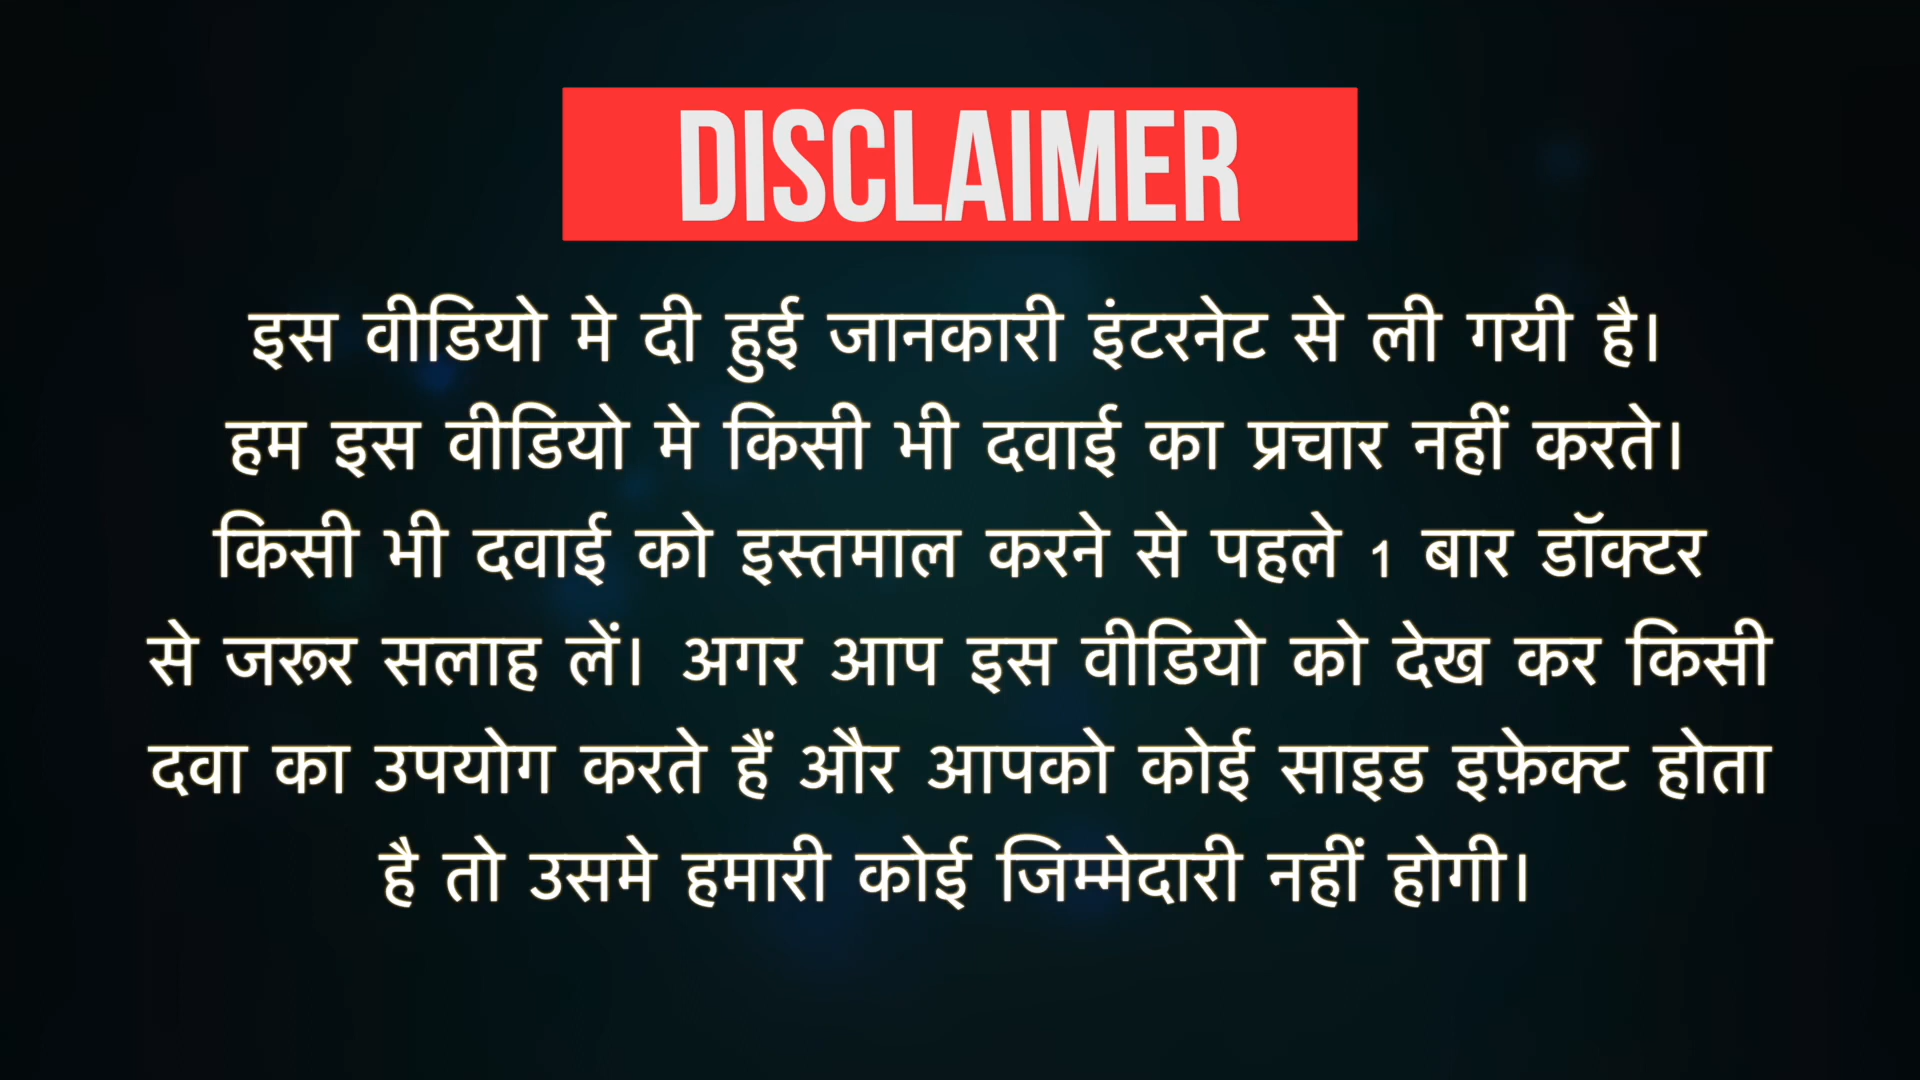 DISCLAIMER
इस वीडियो मे दी हुई जानकारी इंटरनेट से ली गयी है।
हम इस वीडियो मे किसी भी दवाई का प्रचार नहीं करते।
किसी भी दवाई को इस्तमाल करने से पहले 1 बार डॉक्टर
से जरूर सलाह लें। अगर आप इस वीडियो को देख कर किसी
दवा का उपयोग करते हैं और आपको कोई साइड इफ़ेक्ट होता
है तो उसमे हमारी कोई जिम्मेदारी नहीं होगी।